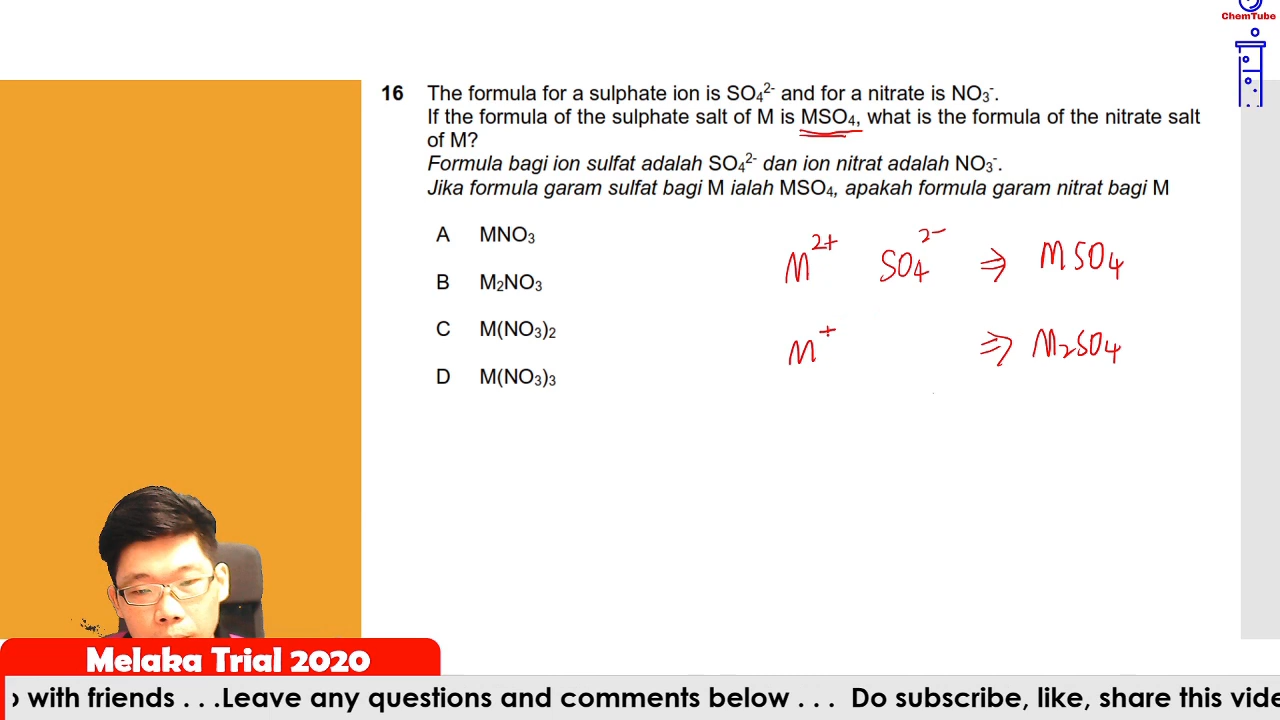 ChemTube
16 The formula for a sulphate ion is SO₄²⁻ and for a nitrate is NO₃⁻.
If the formula of the sulphate salt of M is MSO₄, what is the formula of the nitrate salt
of M?
Formula bagi ion sulfat adalah SO₄²⁻ dan ion nitrat adalah NO₃⁻.
Jika formula garam sulfat bagi M ialah MSO₄, apakah formula garam nitrat bagi M
A MNO₃
B M₂NO₃
C M(NO₃)₂
D M(NO₃)₃
M²⁺ SO₄²⁻ ⇒ MSO₄
M⁺ ⇒ M₂SO₄
Melaka Trial 2020
with friends . . .Leave any questions and comments below . . . Do subscribe, like, share this